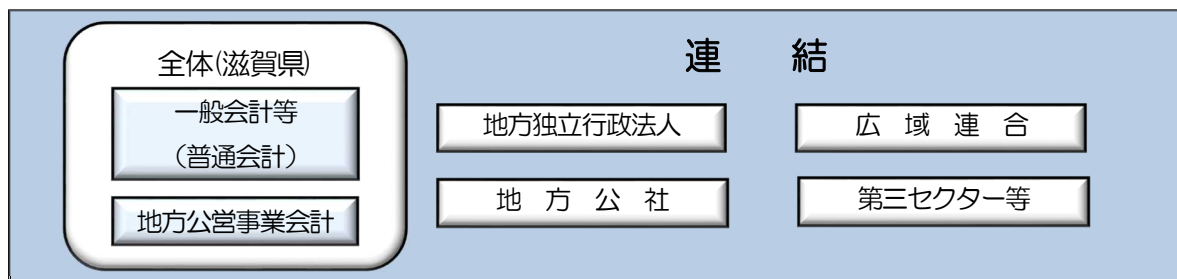 連　結
全体(滋賀県)
一般会計等
（普通会計）
地方公営事業会計
地方独立行政法人
広　域　連　合
地　方　公　社
第三セクター等